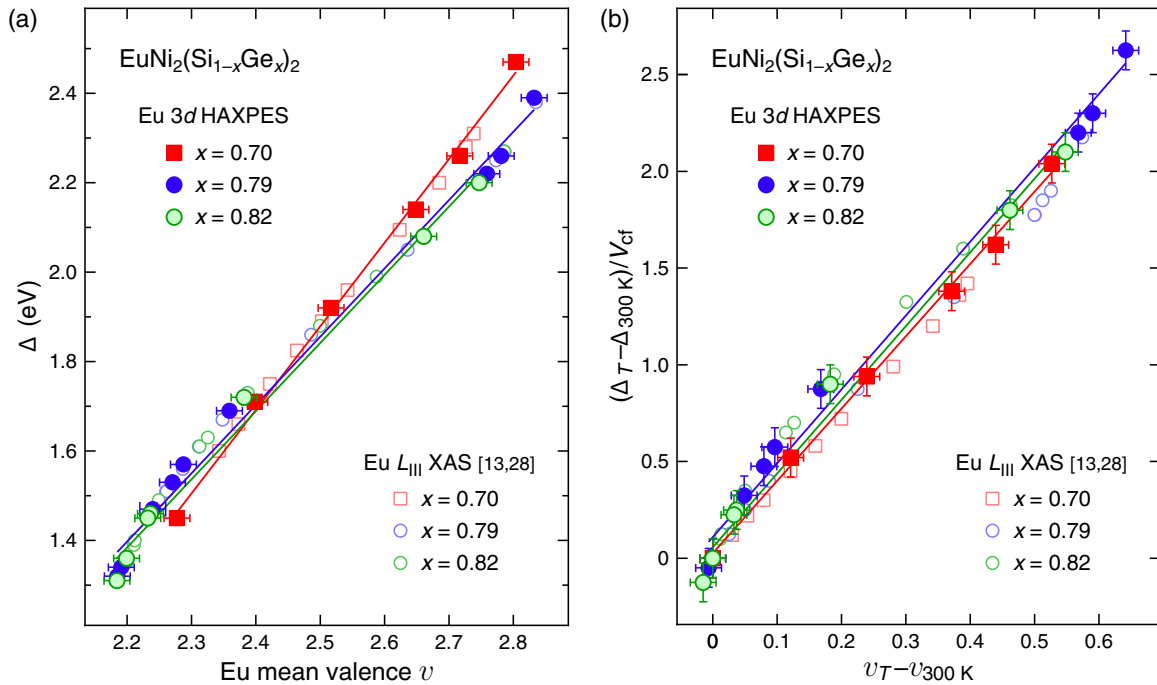 (a)
EuNi2(Si1−xGex)2
Eu 3d HAXPES
x = 0.70
x = 0.79
x = 0.82
Eu LIII XAS [13,28]
x = 0.70
x = 0.79
x = 0.82
Δ (eV)
2.4
2.2
2.0
1.8
1.6
1.4
2.2 2.3 2.4 2.5 2.6 2.7 2.8
Eu mean valence υ
(b)
EuNi2(Si1−xGex)2
Eu 3d HAXPES
x = 0.70
x = 0.79
x = 0.82
Eu LIII XAS [13,28]
x = 0.70
x = 0.79
x = 0.82
(ΔT−Δ300 K)/Vcf
2.5
2.0
1.5
1.0
0.5
0
0 0.1 0.2 0.3 0.4 0.5 0.6
υT−υ300 K